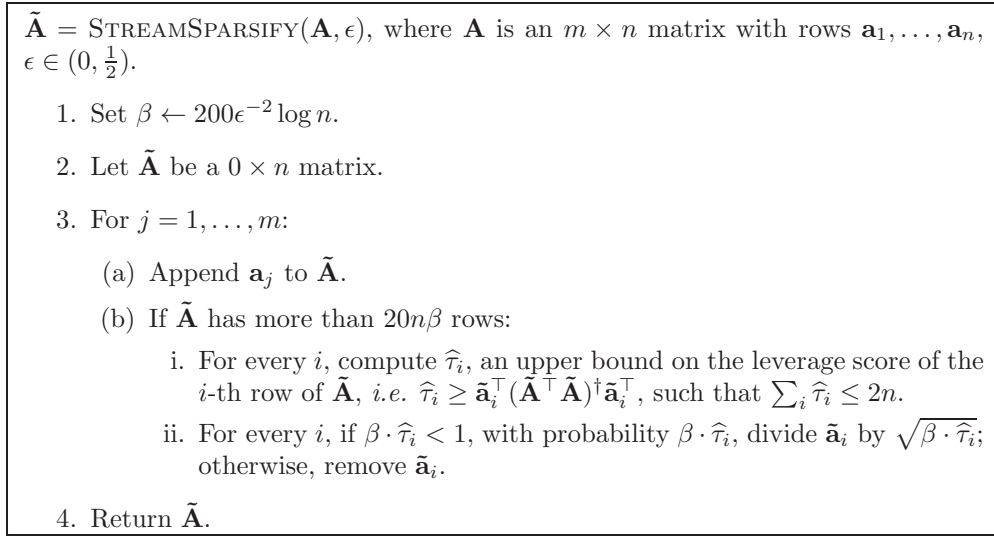 Ã = STREAMSPARSIFY(A, ϵ), where A is an m × n matrix with rows a₁, . . . , aₙ,
ϵ ∈ (0, ½).
1. Set β ← 200ϵ⁻² log n.
2. Let Ã be a 0 × n matrix.
3. For j = 1, . . . , m:
(a) Append aⱼ to Ã.
(b) If Ã has more than 20nβ rows:
i. For every i, compute τ̂ᵢ, an upper bound on the leverage score of the
i-th row of Ã, i.e. τ̂ᵢ ≥ ãᵢ^⊤(Ã^⊤Ã)^†ãᵢ^⊤, such that ∑ᵢ τ̂ᵢ ≤ 2n.
ii. For every i, if β · τ̂ᵢ < 1, with probability β · τ̂ᵢ, divide ãᵢ by √(β · τ̂ᵢ);
otherwise, remove ãᵢ.
4. Return Ã.